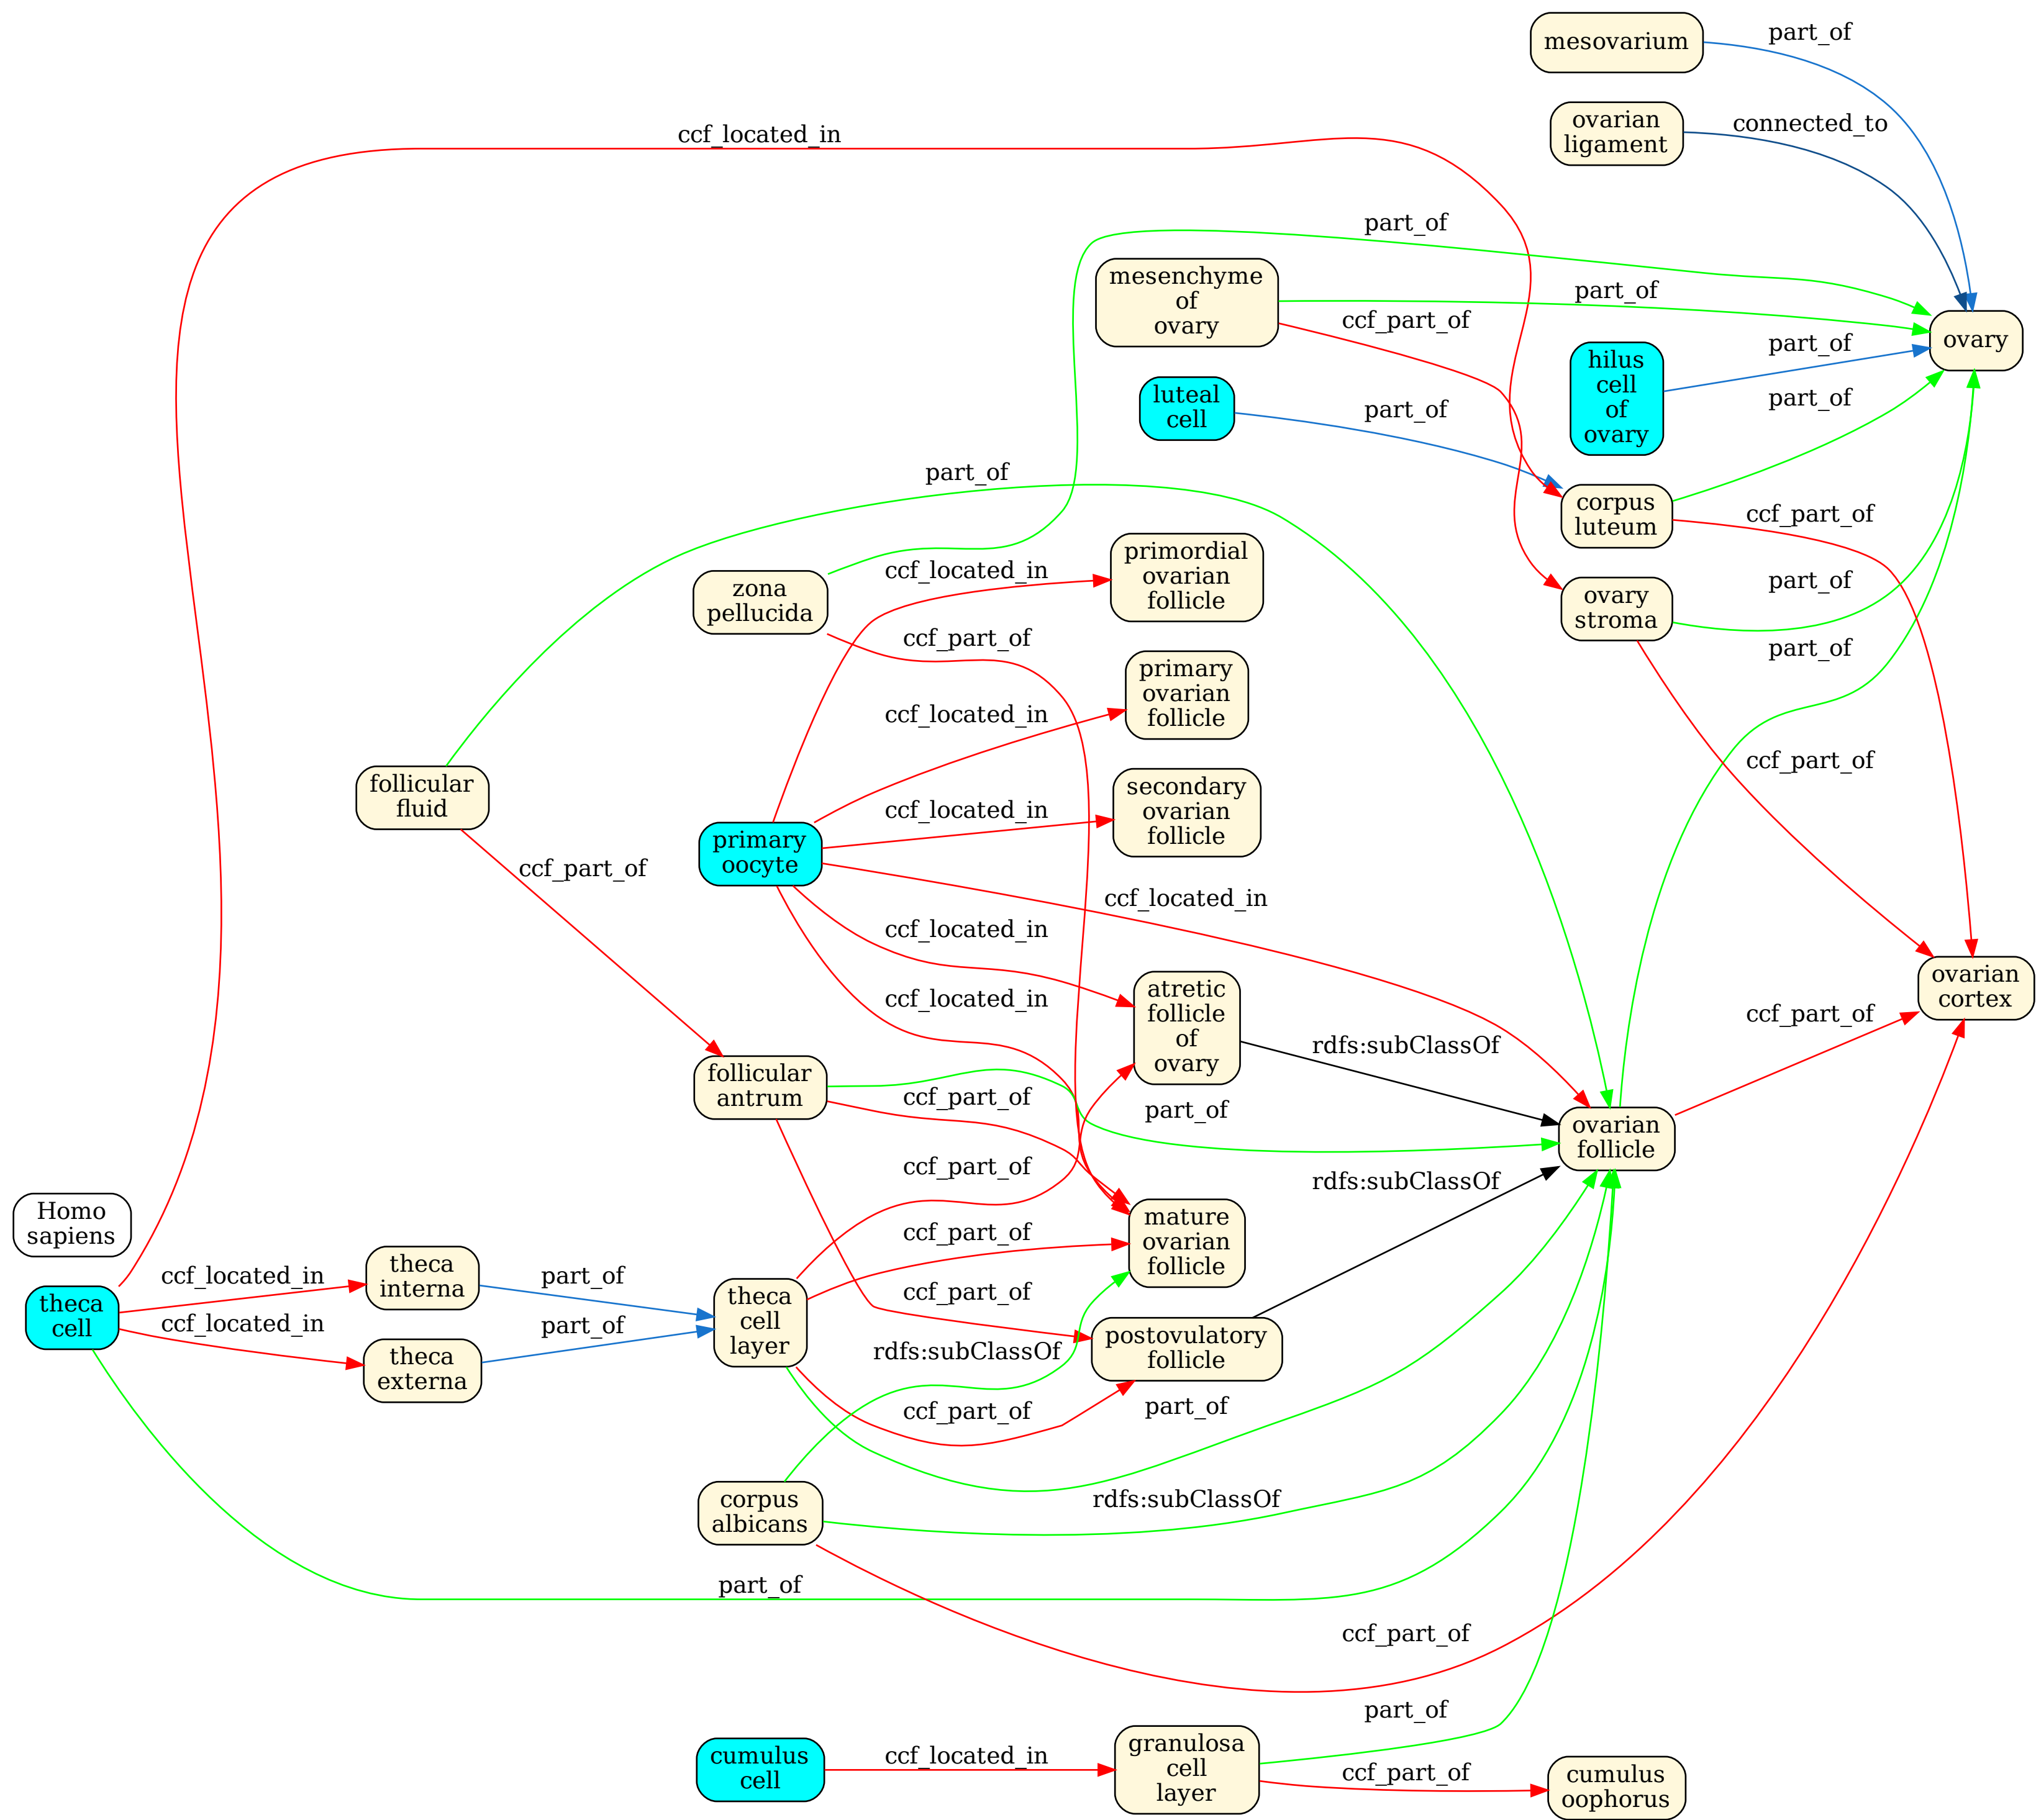 mesovarium
part_of
ovarian
ligament
connected_to
ccf_located_in
part_of
mesenchyme
of
ovary
part_of
ccf_part_of
ovary
hilus
cell
of
ovary
part_of
luteal
cell
part_of
part_of
part_of
corpus
luteum
ccf_part_of
primordial
ovarian
follicle
ccf_located_in
zona
pellucida
ccf_part_of
ovary
stroma
part_of
part_of
primary
ovarian
follicle
ccf_located_in
ccf_part_of
follicular
fluid
ccf_part_of
secondary
ovarian
follicle
ccf_located_in
primary
oocyte
ccf_located_in
ccf_located_in
ccf_located_in
atretic
follicle
of
ovary
rdfs:subClassOf
ovarian
cortex
ccf_part_of
follicular
antrum
ccf_part_of
part_of
ovarian
follicle
ccf_part_of
rdfs:subClassOf
Homo
sapiens
mature
ovarian
follicle
ccf_part_of
theca
interna
ccf_located_in
part_of
theca
cell
ccf_located_in
theca
externa
part_of
theca
cell
layer
ccf_part_of
postovulatory
follicle
rdfs:subClassOf
ccf_part_of
part_of
corpus
albicans
rdfs:subClassOf
part_of
ccf_part_of
part_of
cumulus
cell
ccf_located_in
granulosa
cell
layer
ccf_part_of
cumulus
oophorus